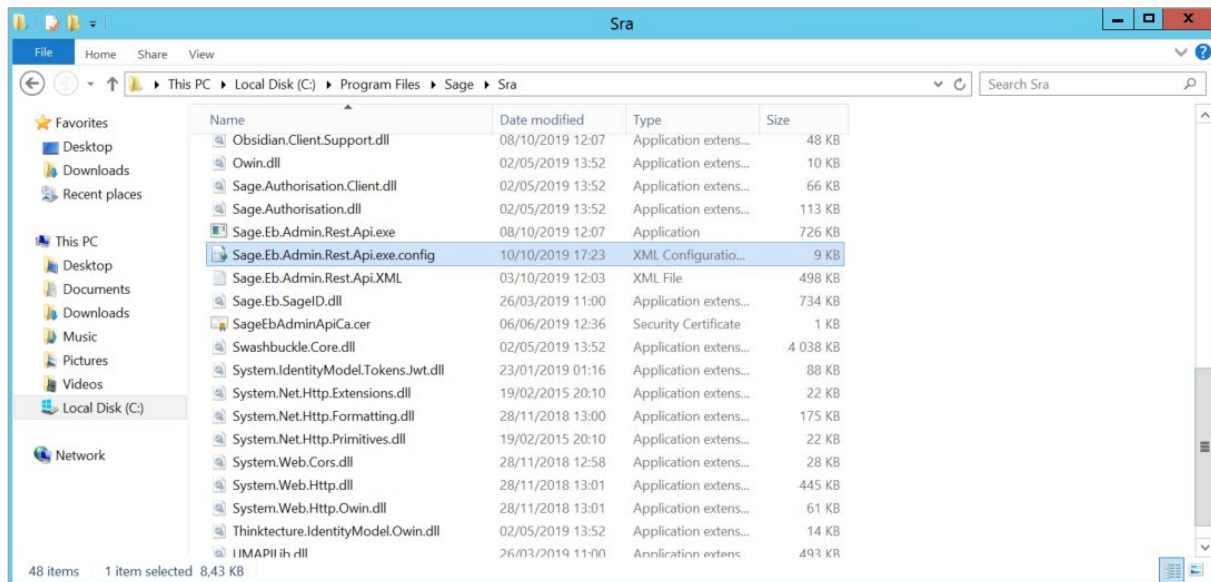 Sra
File Home Share View
This PC Local Disk (C:) Program Files Sage Sra Search Sra
Favorites
Desktop
Downloads
Recent places
This PC
Desktop
Documents
Downloads
Music
Pictures
Videos
Local Disk (C:)
Network
Name Date modified Type Size
Obsidian.Client.Support.dll 08/10/2019 12:07 Application extens... 48 KB
Owin.dll 02/05/2019 13:52 Application extens... 10 KB
Sage.Authorisation.Client.dll 02/05/2019 13:52 Application extens... 66 KB
Sage.Authorisation.dll 02/05/2019 13:52 Application extens... 113 KB
Sage.Eb.Admin.Rest.Api.exe 08/10/2019 12:07 Application 726 KB
Sage.Eb.Admin.Rest.Api.exe.config 10/10/2019 17:23 XML Configuratio... 9 KB
Sage.Eb.Admin.Rest.Api.XML 03/10/2019 12:03 XML File 498 KB
Sage.Eb.SageID.dll 26/03/2019 11:00 Application extens... 734 KB
SageEbAdminApiCa.cer 06/06/2019 12:36 Security Certificate 1 KB
Swashbuckle.Core.dll 02/05/2019 13:52 Application extens... 4 038 KB
System.IdentityModel.Tokens.Jwt.dll 23/01/2019 01:16 Application extens... 88 KB
System.Net.Http.Extensions.dll 19/02/2015 20:10 Application extens... 22 KB
System.Net.Http.Formatting.dll 28/11/2018 13:00 Application extens... 175 KB
System.Net.Http.Primitives.dll 19/02/2015 20:10 Application extens... 22 KB
System.Web.Cors.dll 28/11/2018 12:58 Application extens... 28 KB
System.Web.Http.dll 28/11/2018 13:01 Application extens... 445 KB
System.Web.Http.Owin.dll 28/11/2018 13:01 Application extens... 61 KB
Thinktecture.IdentityModel.Owin.dll 02/05/2019 13:52 Application extens... 14 KB
UMAPILib.dll 26/03/2019 11:00 Application extens... 493 KB
48 items 1 item selected 8,43 KB